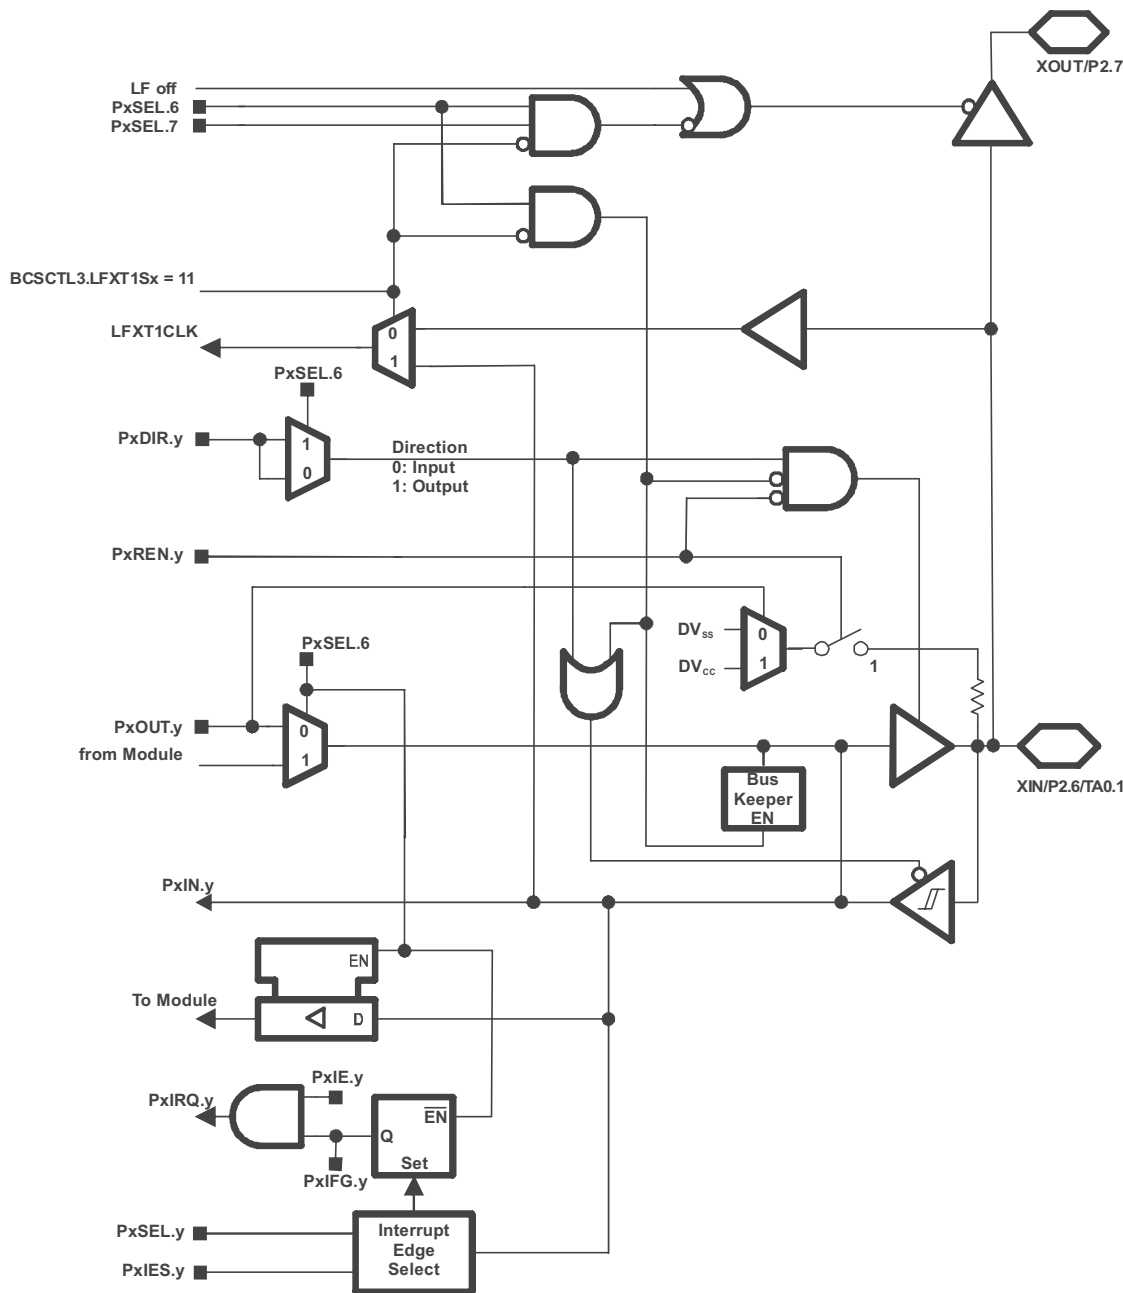 XOUT/P2.7
LF off
PxSEL.6
PxSEL.7
BCSCTL3.LFXT1Sx = 11
LFXT1CLK
0
1
PxSEL.6
PxDIR.y
1
0
Direction
0: Input
1: Output
PxREN.y
PxSEL.6
DVSS
0
DVCC
1
1
PxOUT.y
0
from Module
1
Bus
Keeper
EN
XIN/P2.6/TA0.1
PxIN.y
EN
To Module
D
PxIE.y
PxIRQ.y
EN
Q
Set
PxIFG.y
PxSEL.y
PxIES.y
Interrupt
Edge
Select